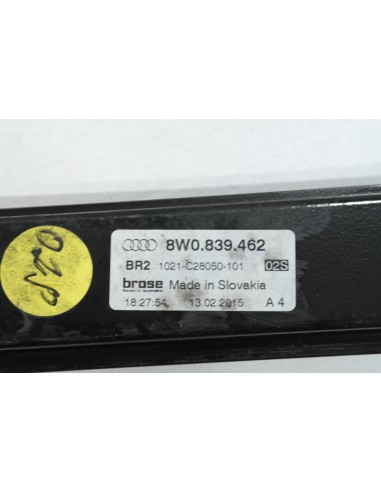 8W0.839.462
BR2 1021-C28050-101 02S
brose Made in Slovakia
18:27:54 13.02.2015 A 4